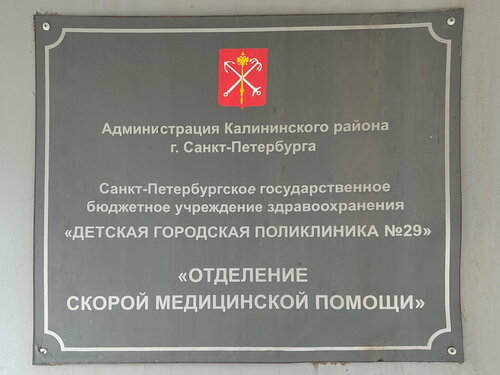 Администрация Калининского района
г. Санкт-Петербурга
Санкт-Петербургское государственное
бюджетное учреждение здравоохранения
«ДЕТСКАЯ ГОРОДСКАЯ ПОЛИКЛИНИКА №29»
«ОТДЕЛЕНИЕ
СКОРОЙ МЕДИЦИНСКОЙ ПОМОЩИ»